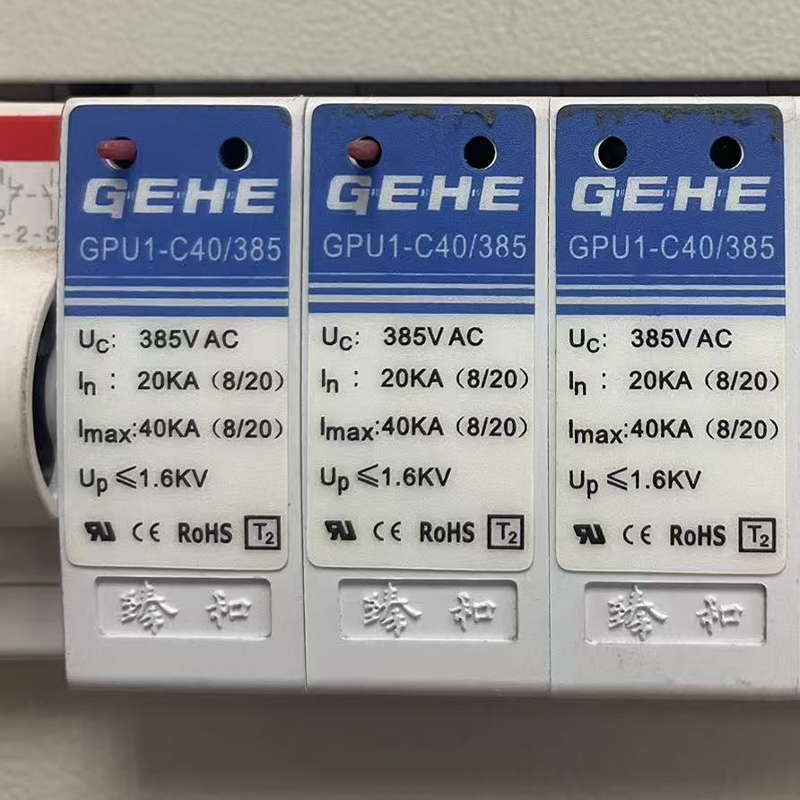 GEHE
GPU1-C40/385
Uc: 385V AC
In : 20KA (8/20)
Imax:40KA (8/20)
Up ≤1.6KV
CE RoHS T2
臻和
GEHE
GPU1-C40/385
Uc: 385V AC
In : 20KA (8/20)
Imax:40KA (8/20)
Up ≤1.6KV
CE RoHS T2
臻和
GEHE
GPU1-C40/385
Uc: 385V AC
In : 20KA (8/20)
Imax:40KA (8/20)
Up ≤1.6KV
CE RoHS T2
臻和